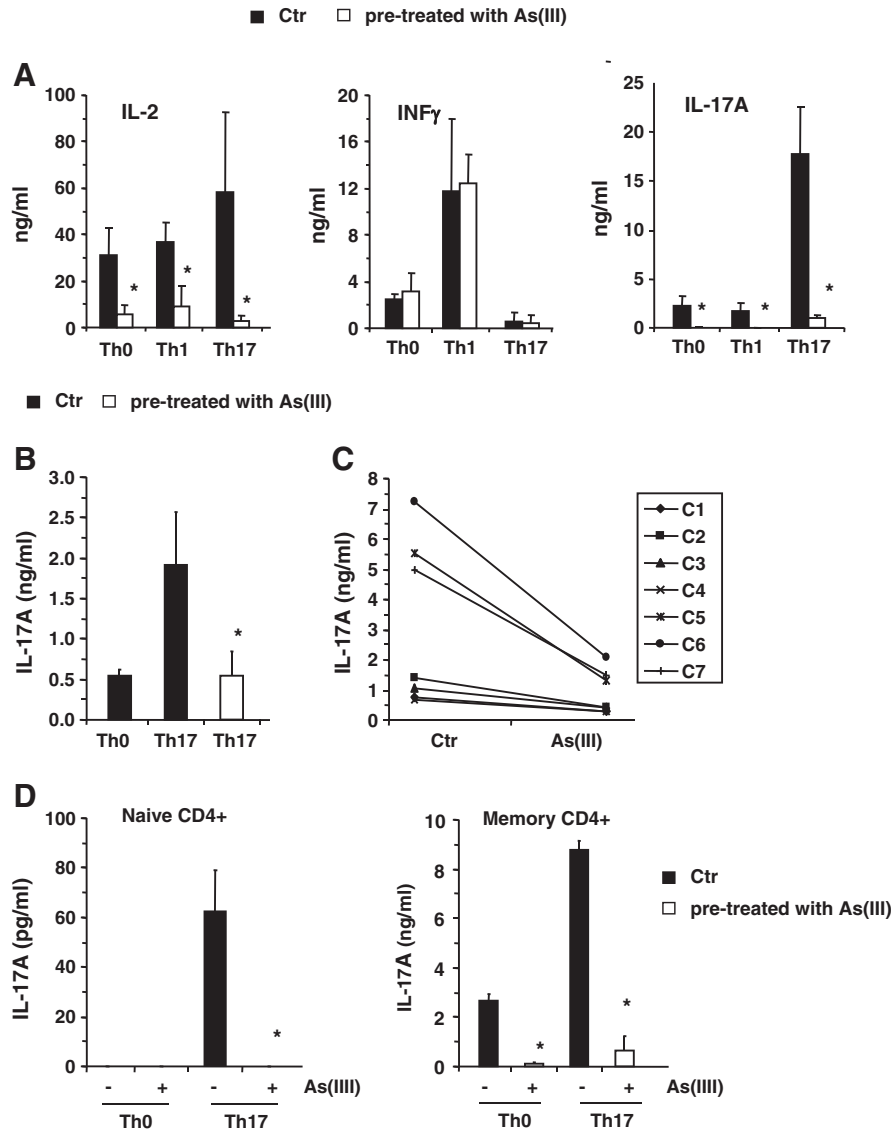 Ctr pre-treated with As(III)
A
IL-2
100
80
60
40
20
0
ng/ml
* * *
Th0 Th1 Th17
INFγ
20
16
12
8
4
0
ng/ml
Th0 Th1 Th17
IL-17A
25
20
15
10
5
0
ng/ml
* * *
Th0 Th1 Th17
Ctr pre-treated with As(III)
B
3.0
2.5
2.0
1.5
1.0
0.5
0.0
IL-17A (ng/ml)
*
Th0 Th17 Th17
C
8
7
6
5
4
3
2
1
0
IL-17A (ng/ml)
Ctr As(III)
C1
C2
C3
C4
C5
C6
C7
D
Naive CD4+
100
80
60
40
20
0
IL-17A (pg/ml)
*
- + - + As(IIII)
Th0 Th17
Memory CD4+
10
8
6
4
2
0
IL-17A (ng/ml)
* *
- + - + As(IIII)
Th0 Th17
Ctr
pre-treated with As(III)